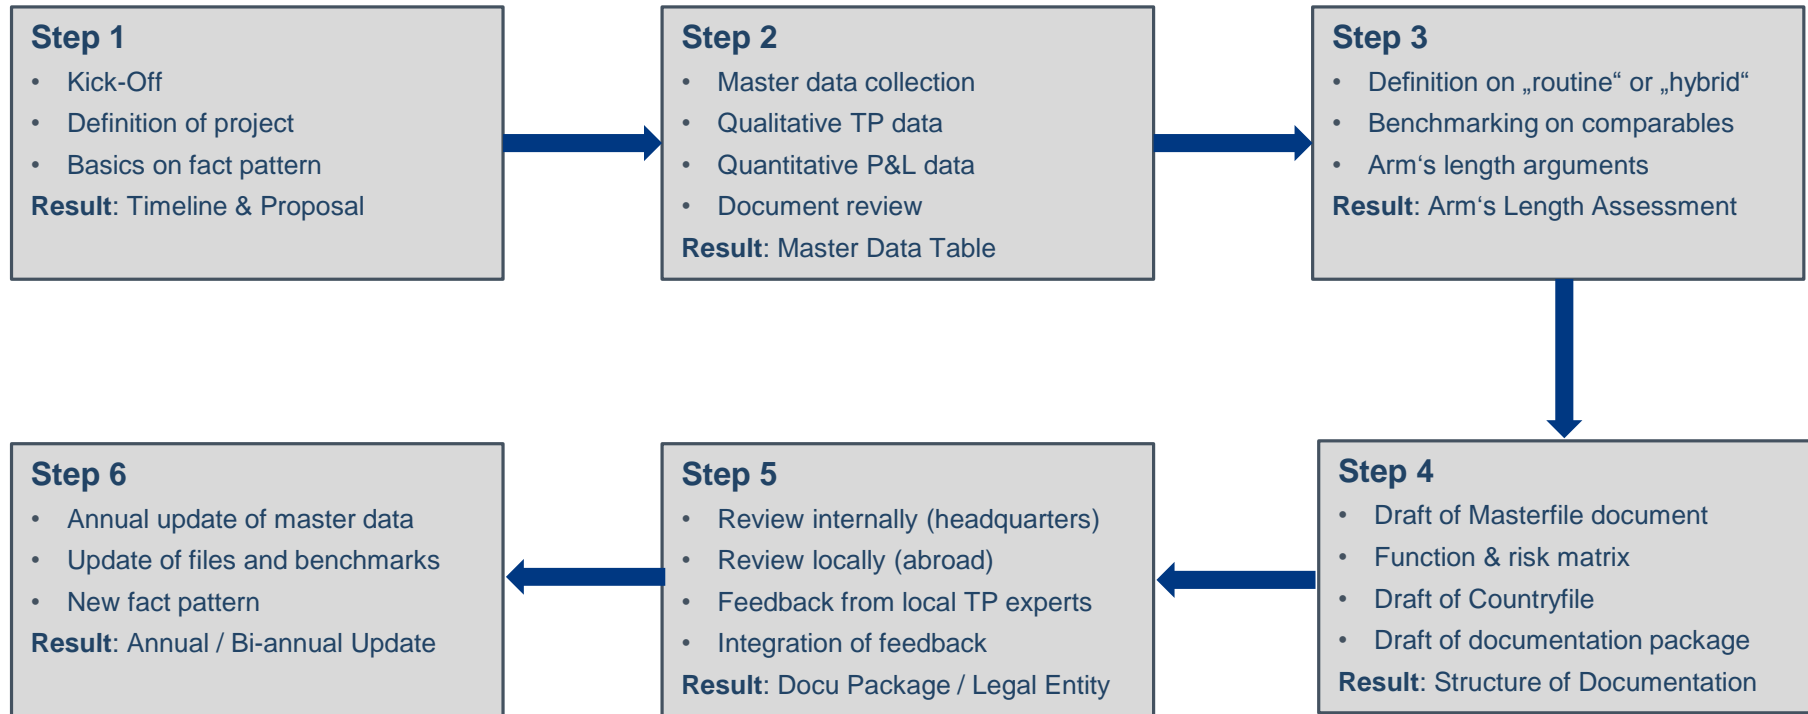 Step 1
• Kick-Off
• Definition of project
• Basics on fact pattern
Result: Timeline & Proposal
Step 2
• Master data collection
• Qualitative TP data
• Quantitative P&L data
• Document review
Result: Master Data Table
Step 3
• Definition on „routine“ or „hybrid“
• Benchmarking on comparables
• Arm‘s length arguments
Result: Arm‘s Length Assessment
Step 4
• Draft of Masterfile document
• Function & risk matrix
• Draft of Countryfile
• Draft of documentation package
Result: Structure of Documentation
Step 5
• Review internally (headquarters)
• Review locally (abroad)
• Feedback from local TP experts
• Integration of feedback
Result: Docu Package / Legal Entity
Step 6
• Annual update of master data
• Update of files and benchmarks
• New fact pattern
Result: Annual / Bi-annual Update